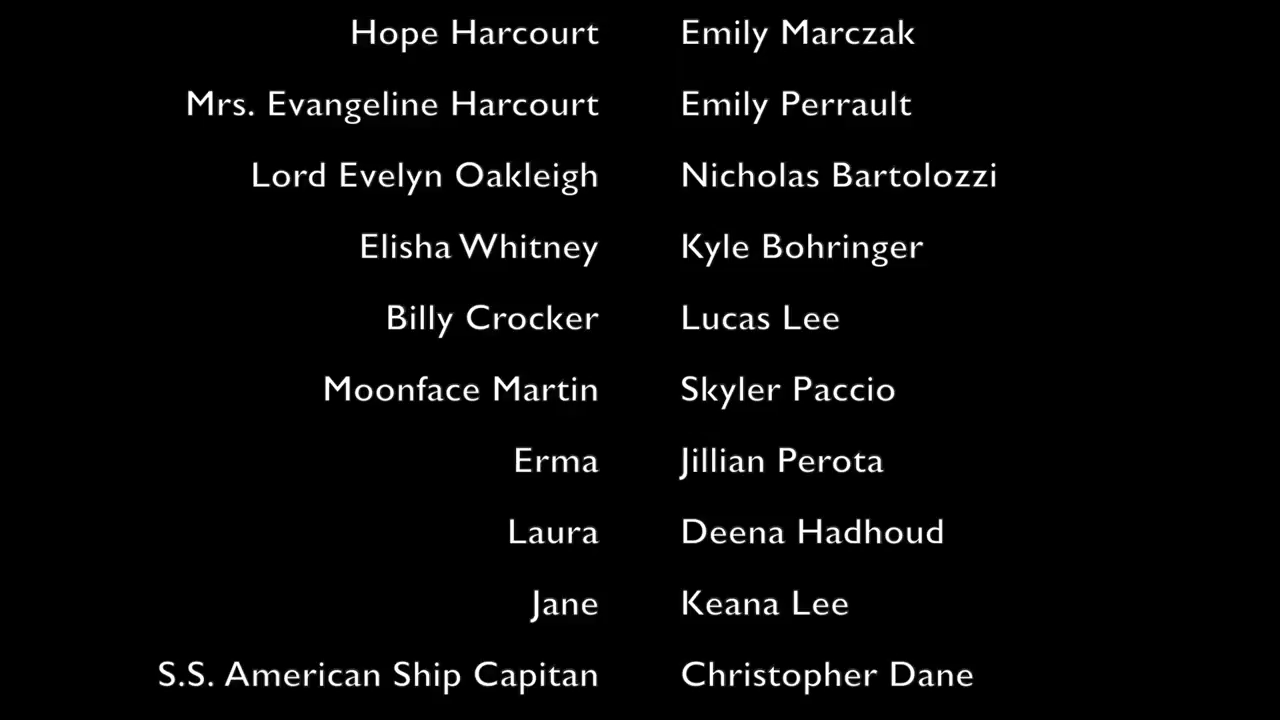 Hope Harcourt Emily Marczak
Mrs. Evangeline Harcourt Emily Perrault
Lord Evelyn Oakleigh Nicholas Bartolozzi
Elisha Whitney Kyle Bohringer
Billy Crocker Lucas Lee
Moonface Martin Skyler Paccio
Erma Jillian Perota
Laura Deena Hadhoud
Jane Keana Lee
S.S. American Ship Capitan Christopher Dane